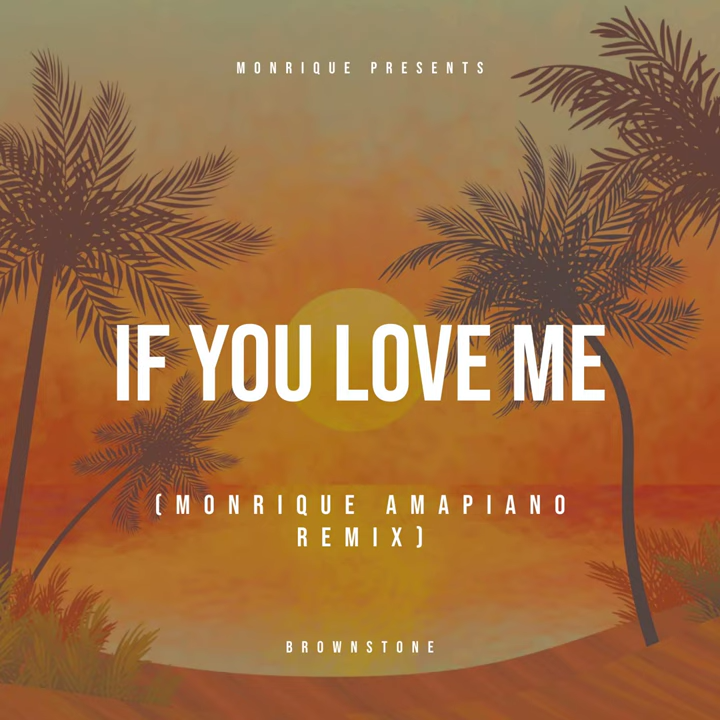 MONRIQUE PRESENTS
IF YOU LOVE ME
(MONRIQUE AMAPIANO
REMIX)
BROWNSTONE